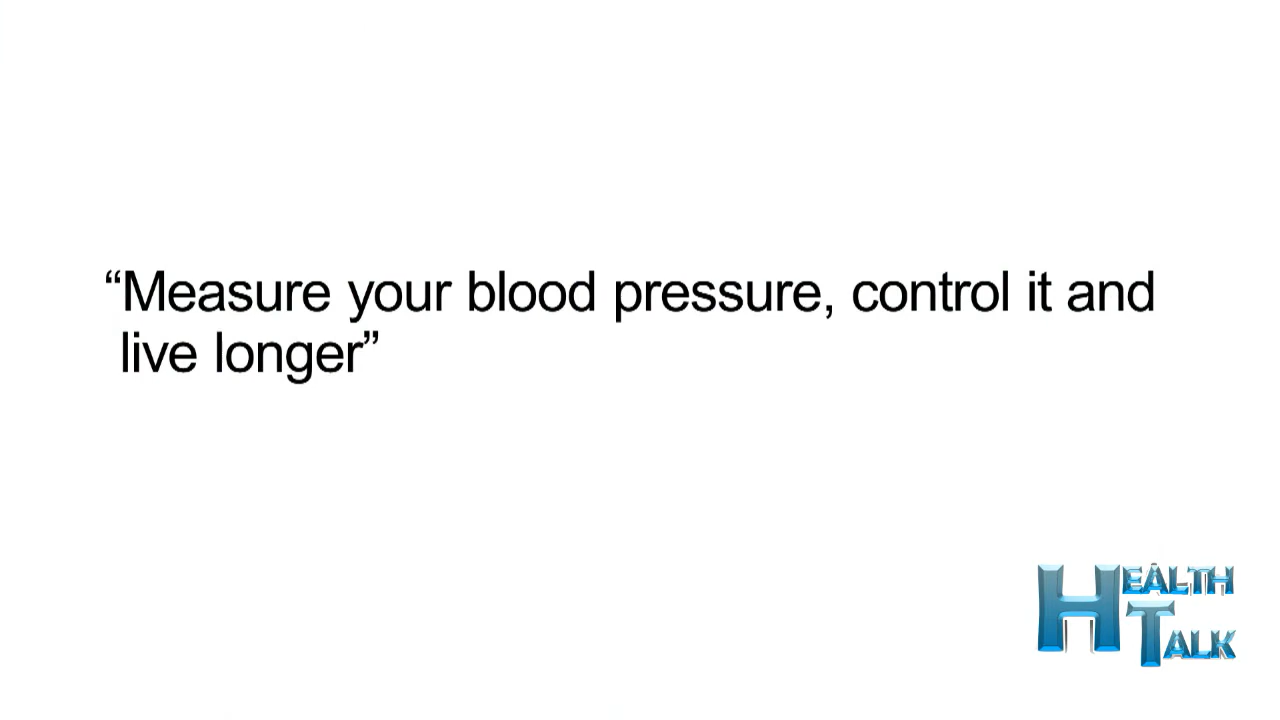 “Measure your blood pressure, control it and
live longer”
HEALTH
TALK